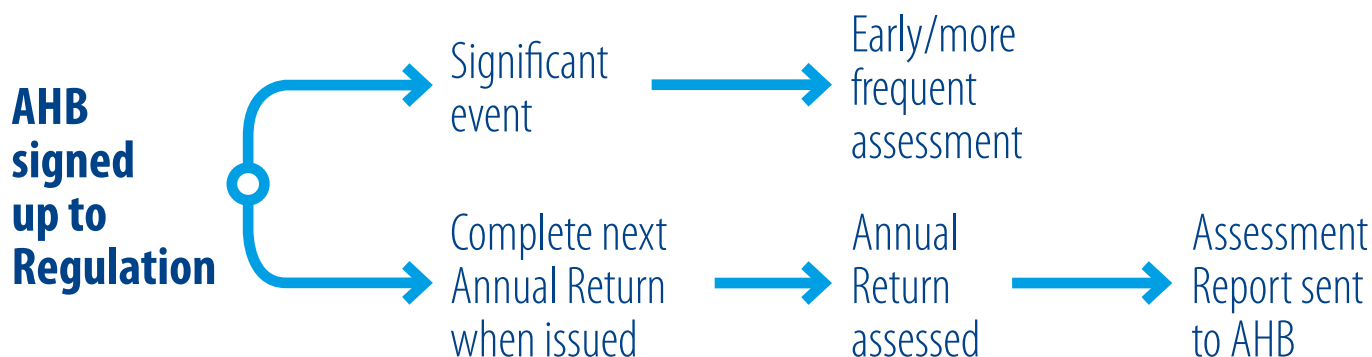 AHB
signed
up to
Regulation
Significant
event
Early/more
frequent
assessment
Complete next
Annual Return
when issued
Annual
Return
assessed
Assessment
Report sent
to AHB